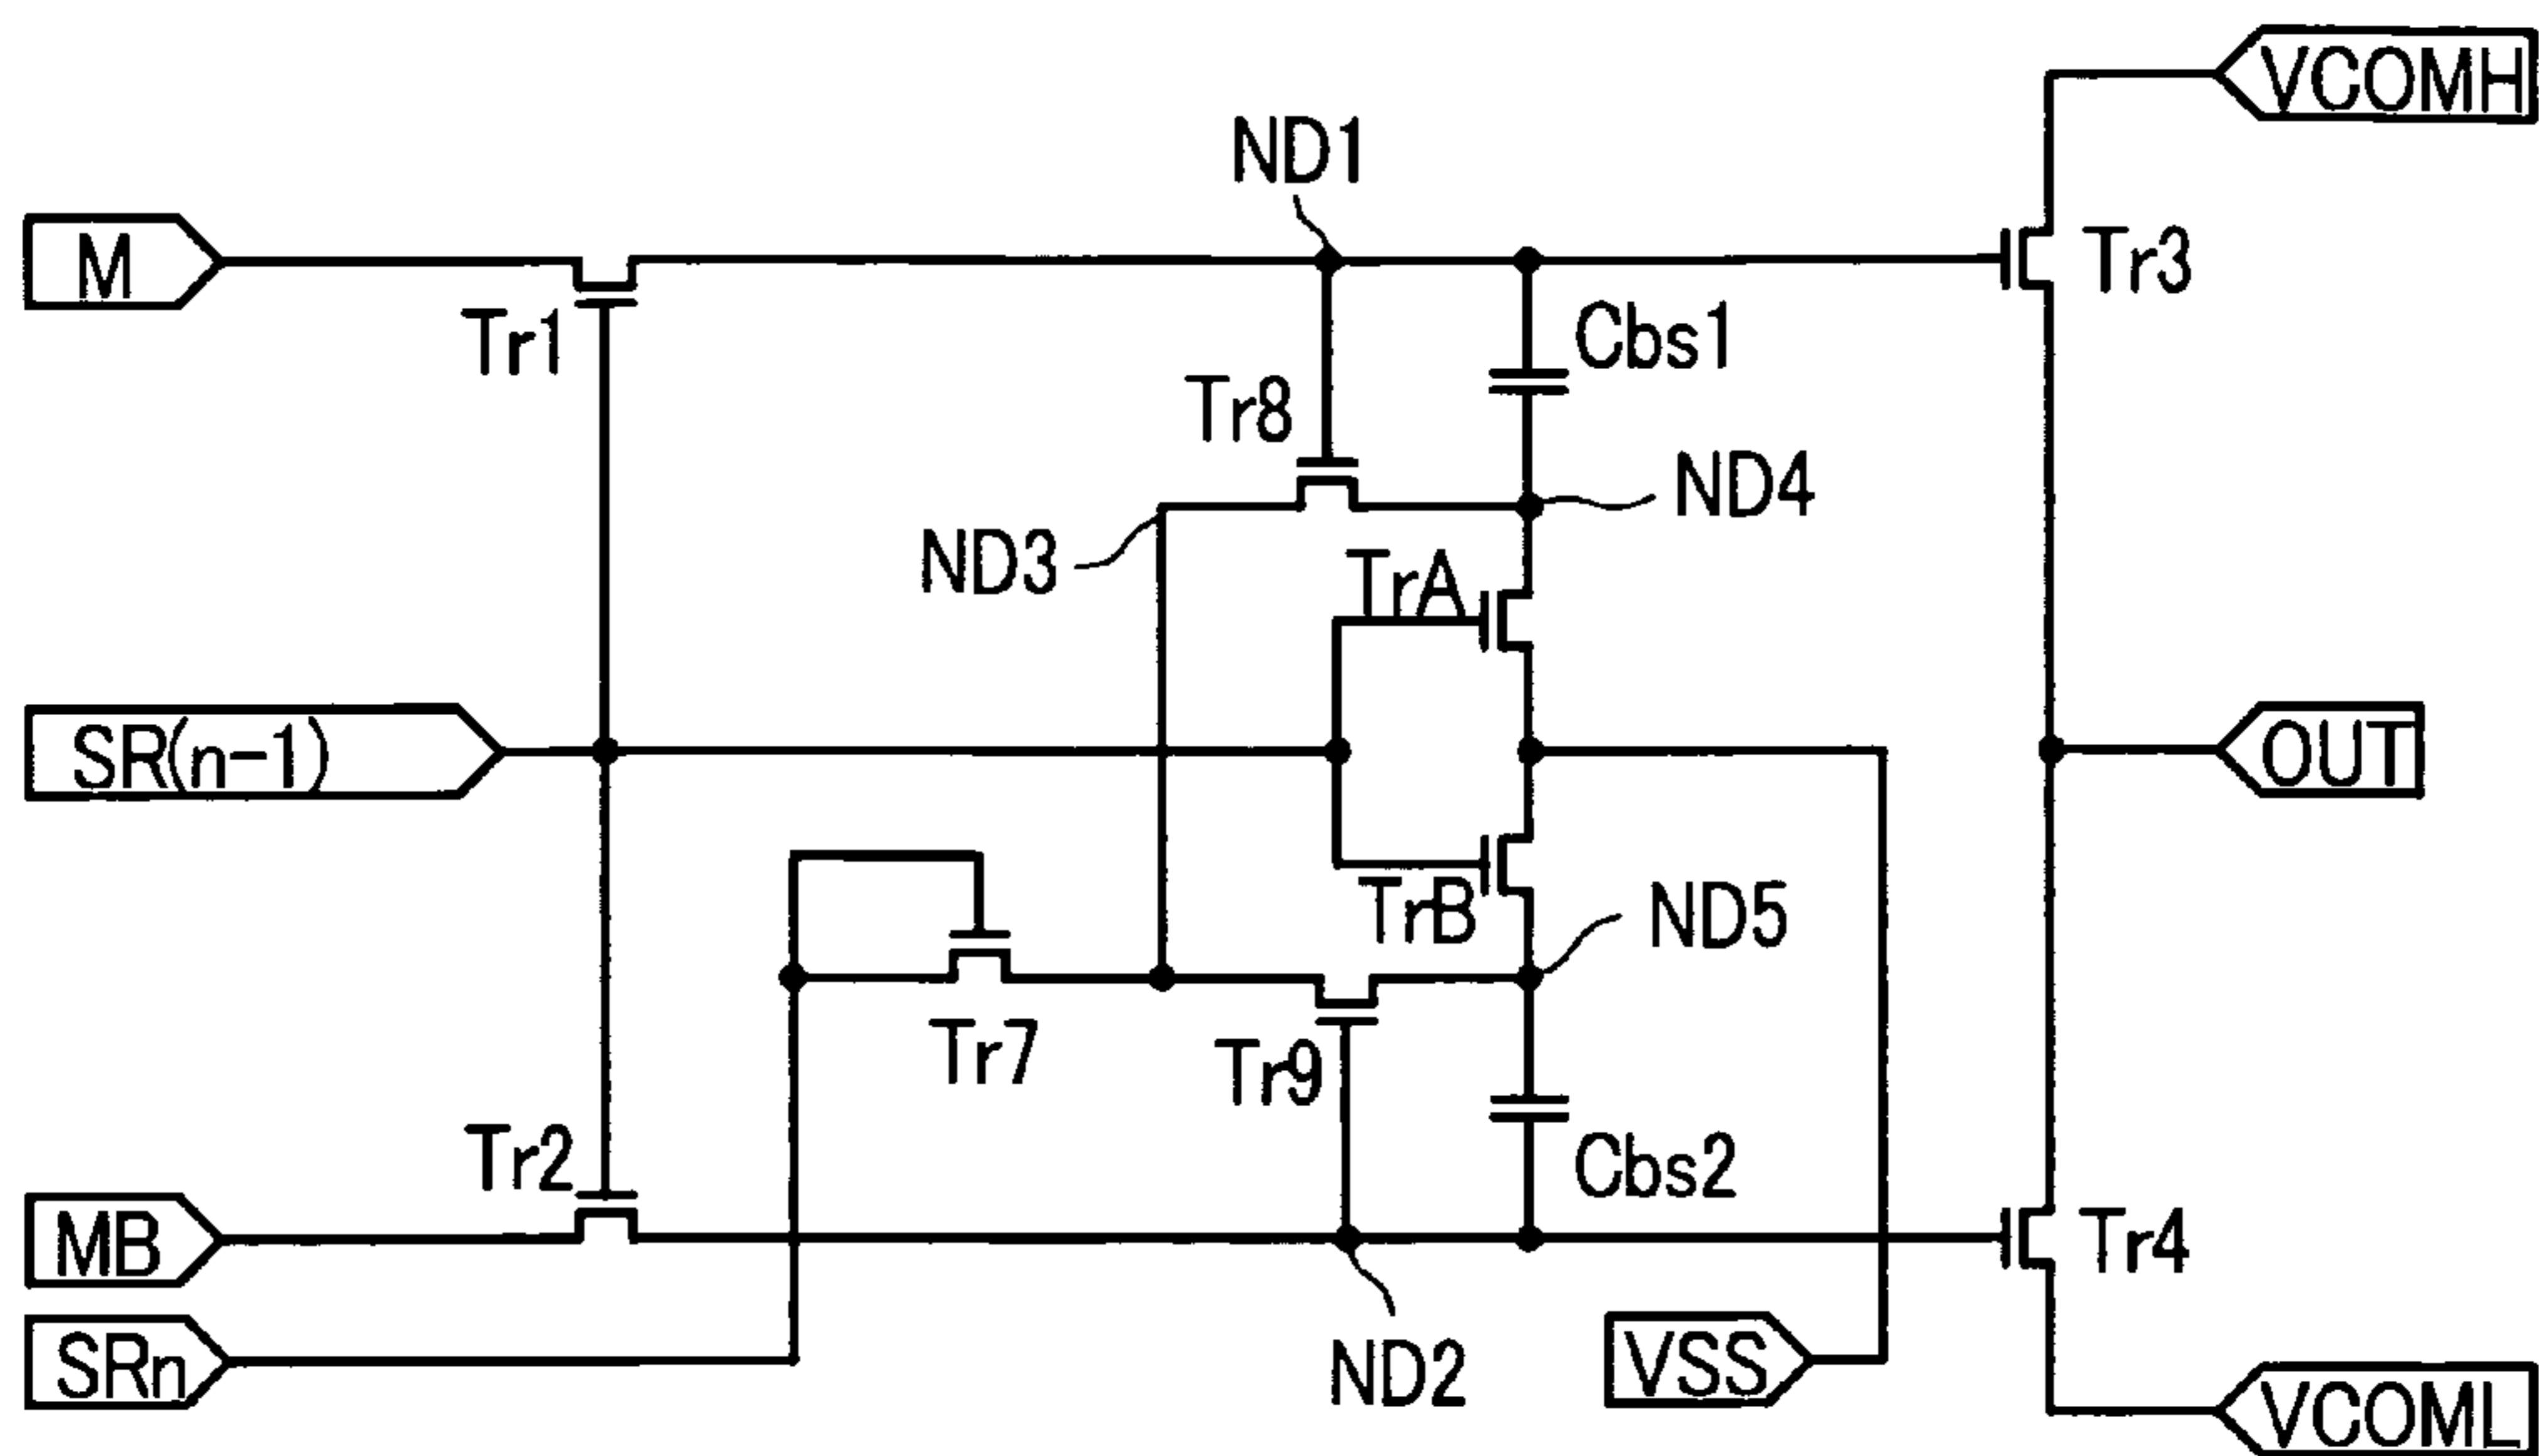 VCOMH
ND1
M
Tr3
Tr1
Cbs1
Tr8
ND4
ND3
TrA
SR(n-1)
OUT
TrB
ND5
Tr7
Tr9
Tr2
Cbs2
MB
Tr4
SRn
ND2
VSS
VCOML